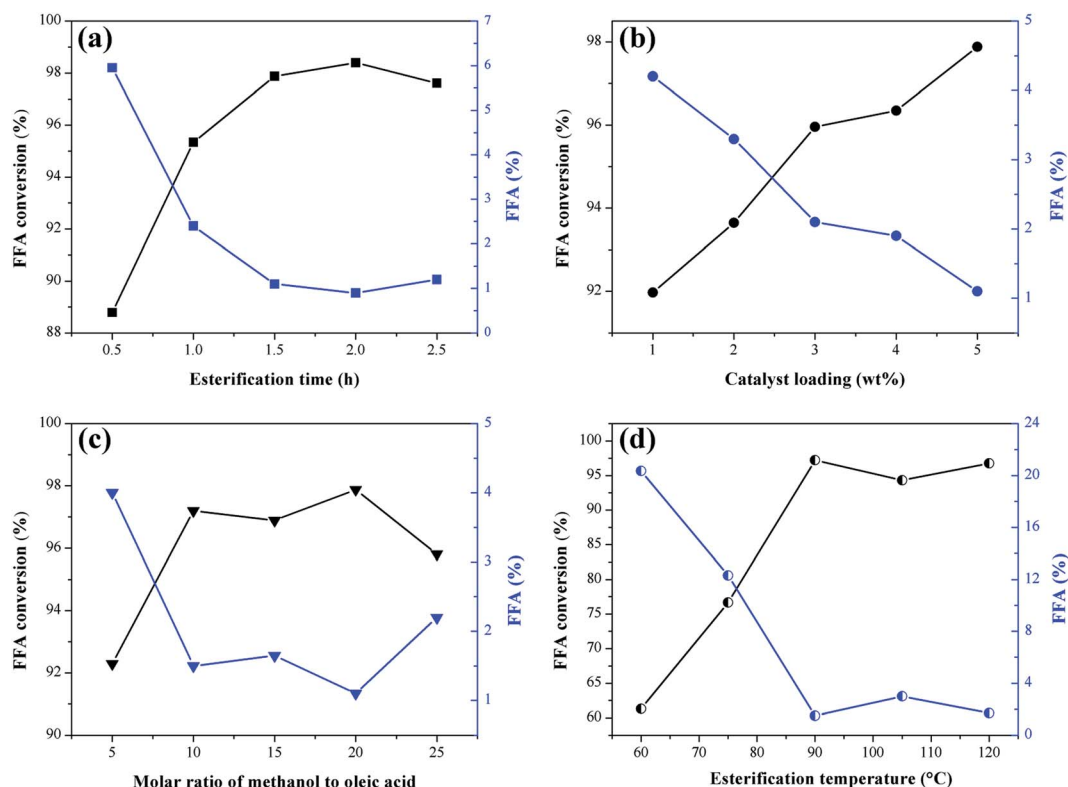 (a)
FFA conversion (%)
100
98
96
94
92
90
88
0.5 1.0 1.5 2.0 2.5
Esterification time (h)
7
6
5
4
3
2
1
0
FFA (%)
(b)
FFA conversion (%)
98
96
94
92
1 2 3 4 5
Catalyst loading (wt%)
5
4
3
2
1
FFA (%)
(c)
FFA conversion (%)
100
98
96
94
92
90
5 10 15 20 25
Molar ratio of methanol to oleic acid
5
4
3
2
1
FFA (%)
(d)
FFA conversion (%)
100
95
90
85
80
75
70
65
60
60 70 80 90 100 110 120
Esterification temperature (°C)
24
20
16
12
8
4
0
FFA (%)